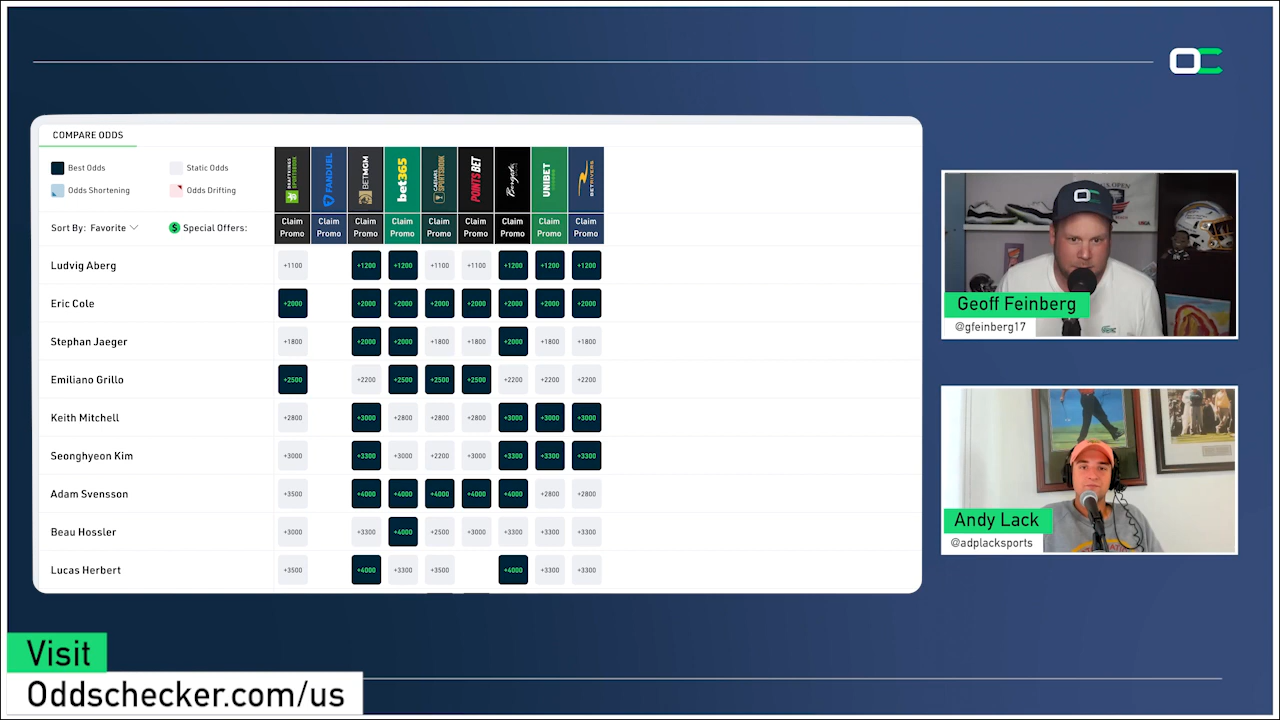 OC
COMPARE ODDS
Best Odds
Static Odds
Odds Shortening
Odds Drifting
Sort By: Favorite
$ Special Offers:
DRAFTKINGS SPORTSBOOK
FANDUEL
BETMGM
bet365
CAESARS SPORTSBOOK
POINTSBET
Borgata
UNIBET
BETRIVERS
Claim Promo Claim Promo Claim Promo Claim Promo Claim Promo Claim Promo Claim Promo Claim Promo Claim Promo
Ludvig Aberg +1100 +1200 +1200 +1100 +1100 +1200 +1200 +1200
Eric Cole +2000 +2000 +2000 +2000 +2000 +2000 +2000 +2000
Stephan Jaeger +1800 +2000 +2000 +1800 +1800 +2000 +1800 +1800
Emiliano Grillo +2500 +2200 +2500 +2500 +2500 +2200 +2200 +2200
Keith Mitchell +2800 +3000 +2800 +2800 +2800 +3000 +3000 +3000
Seonghyeon Kim +3000 +3300 +3000 +2200 +3000 +3300 +3300 +3300
Adam Svensson +3500 +4000 +4000 +4000 +4000 +4000 +2800 +2800
Beau Hossler +3000 +3300 +4000 +2500 +3000 +3300 +3300 +3300
Lucas Herbert +3500 +4000 +3300 +3500 +4000 +3300 +3300
Geoff Feinberg
@gfeinberg17
Andy Lack
@adplacksports
Visit
Oddschecker.com/us